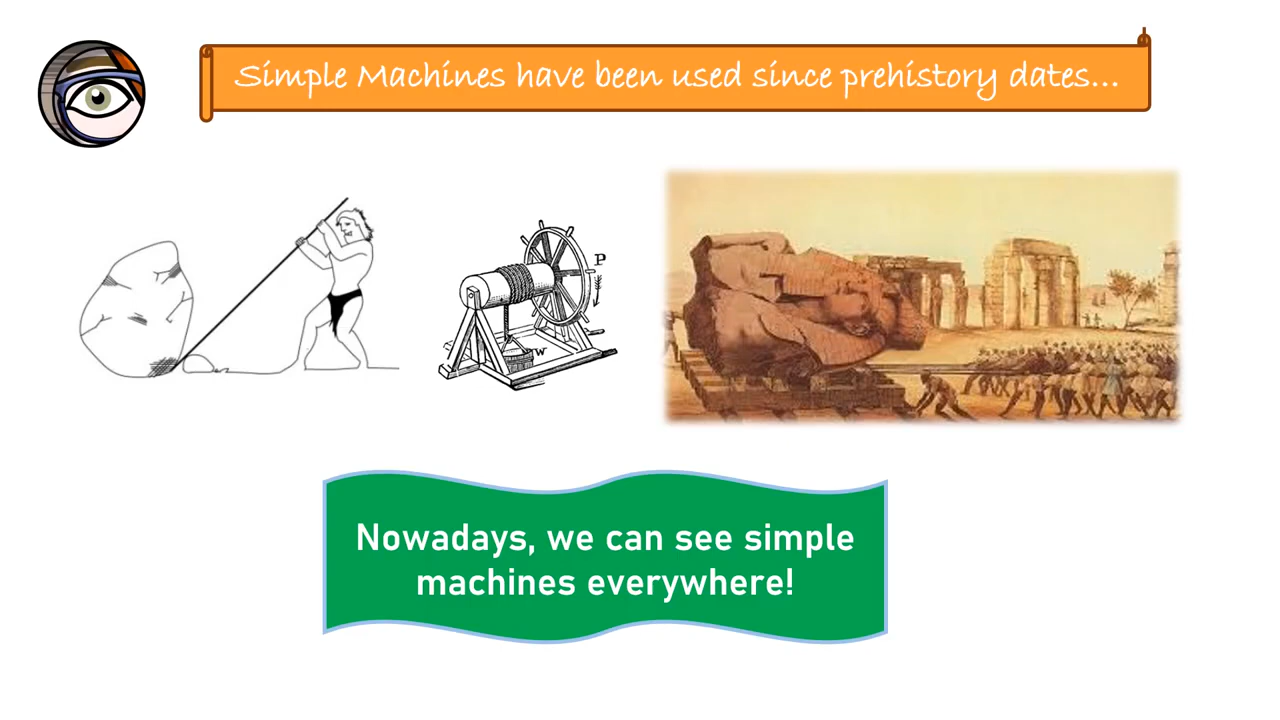 Simple Machines have been used since prehistory dates...
P
W
Nowadays, we can see simple
machines everywhere!